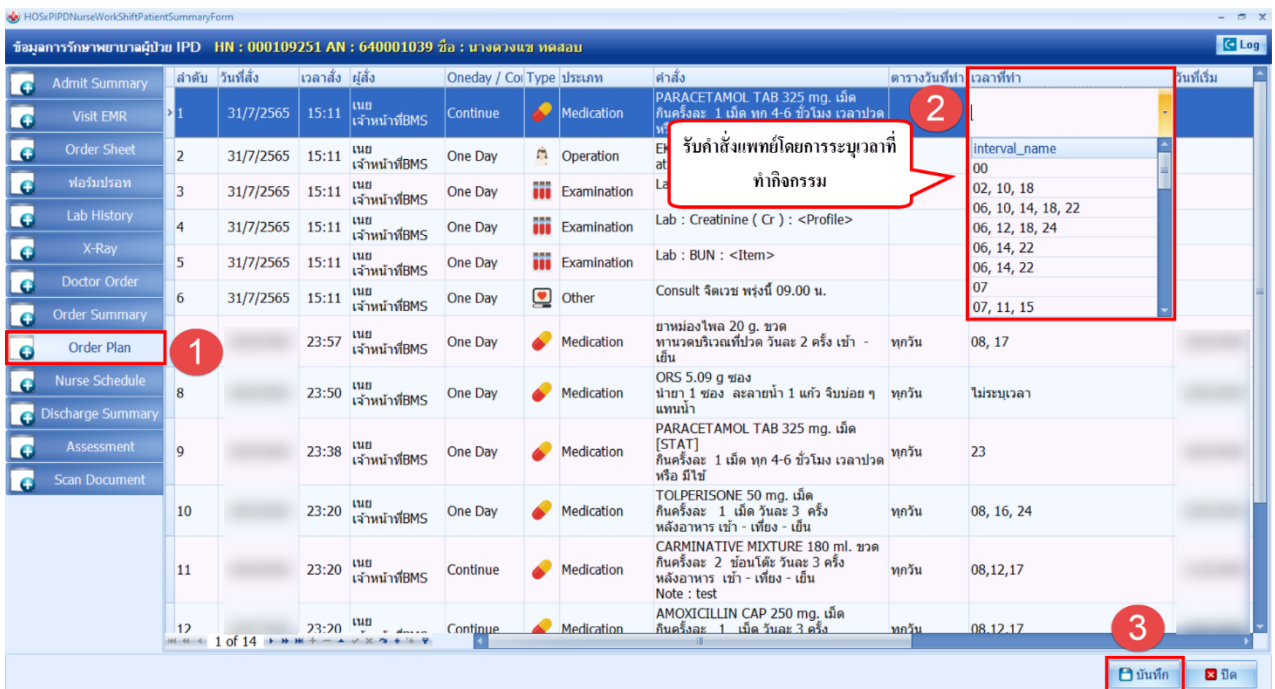 HOSxPIPDNurseWorkShiftPatientSummaryForm
ข้อมูลการรักษาพยาบาลผู้ป่วย IPD HN : 000109251 AN : 640001039 ชื่อ : นางดวงแข ทดสอบ
Log
Admit Summary
Visit EMR
Order Sheet
ฟอร์มปรอท
Lab History
X-Ray
Doctor Order
Order Summary
Order Plan
Nurse Schedule
Discharge Summary
Assessment
Scan Document
1
ลำดับ วันที่สั่ง เวลาสั่ง ผู้สั่ง Oneday / Coi Type ประเภท คำสั่ง ตารางวันที่ทำ เวลาที่ทำ วันที่เริ่ม
1 31/7/2565 15:11 เนย เจ้าหน้าที่BMS Continue Medication PARACETAMOL TAB 325 mg. เม็ด
กินครั้งละ 1 เม็ด ทุก 4-6 ชั่วโมง เวลาปวด
2
รับคำสั่งแพทย์โดยการระบุเวลาที่
ทำกิจกรรม
interval_name
00
02, 10, 18
06, 10, 14, 18, 22
06, 12, 18, 24
06, 14, 22
06, 14, 22
07
07, 11, 15
2 31/7/2565 15:11 เนย เจ้าหน้าที่BMS One Day Operation
3 31/7/2565 15:11 เนย เจ้าหน้าที่BMS One Day Examination
4 31/7/2565 15:11 เนย เจ้าหน้าที่BMS One Day Examination Lab : Creatinine ( Cr ) : <Profile>
5 31/7/2565 15:11 เนย เจ้าหน้าที่BMS One Day Examination Lab : BUN : <Item>
6 31/7/2565 15:11 เนย เจ้าหน้าที่BMS One Day Other Consult จิตเวช พรุ่งนี้ 09.00 น.
23:57 เนย เจ้าหน้าที่BMS One Day Medication ยาหม่องไพล 20 g. ขวด
ทานวดบริเวณที่ปวด วันละ 2 ครั้ง เช้า -
เย็น
ทุกวัน 08, 17
8 23:50 เนย เจ้าหน้าที่BMS One Day Medication ORS 5.09 g ซอง
นำยา 1 ซอง ละลายน้ำ 1 แก้ว จิบบ่อย ๆ
แทนน้ำ
ทุกวัน ไม่ระบุเวลา
9 23:38 เนย เจ้าหน้าที่BMS One Day Medication PARACETAMOL TAB 325 mg. เม็ด
[STAT]
กินครั้งละ 1 เม็ด ทุก 4-6 ชั่วโมง เวลาปวด
หรือ มีไข้
ทุกวัน 23
10 23:20 เนย เจ้าหน้าที่BMS One Day Medication TOLPERISONE 50 mg. เม็ด
กินครั้งละ 1 เม็ด วันละ 3 ครั้ง
หลังอาหาร เช้า - เที่ยง - เย็น
ทุกวัน 08, 16, 24
11 23:20 เนย เจ้าหน้าที่BMS Continue Medication CARMINATIVE MIXTURE 180 ml. ขวด
กินครั้งละ 2 ช้อนโต๊ะ วันละ 3 ครั้ง
หลังอาหาร เช้า - เที่ยง - เย็น
Note : test
ทุกวัน 08,12,17
12 23:20 เนย Continue Medication AMOXICILLIN CAP 250 mg. เม็ด
กินครั้งละ 1 เม็ด วันละ 3 ครั้ง
ทุกวัน 08,12,17
1 of 14
3
บันทึก
ปิด